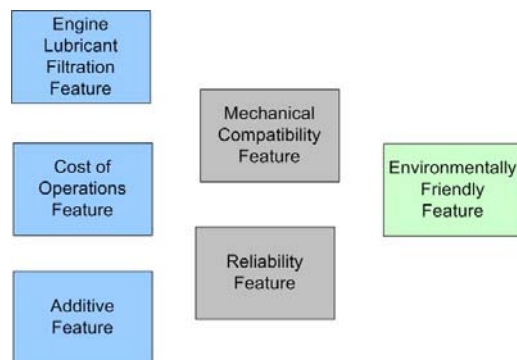 Engine
Lubricant
Filtration
Feature
Cost of
Operations
Feature
Additive
Feature
Mechanical
Compatibility
Feature
Reliability
Feature
Environmentally
Friendly
Feature